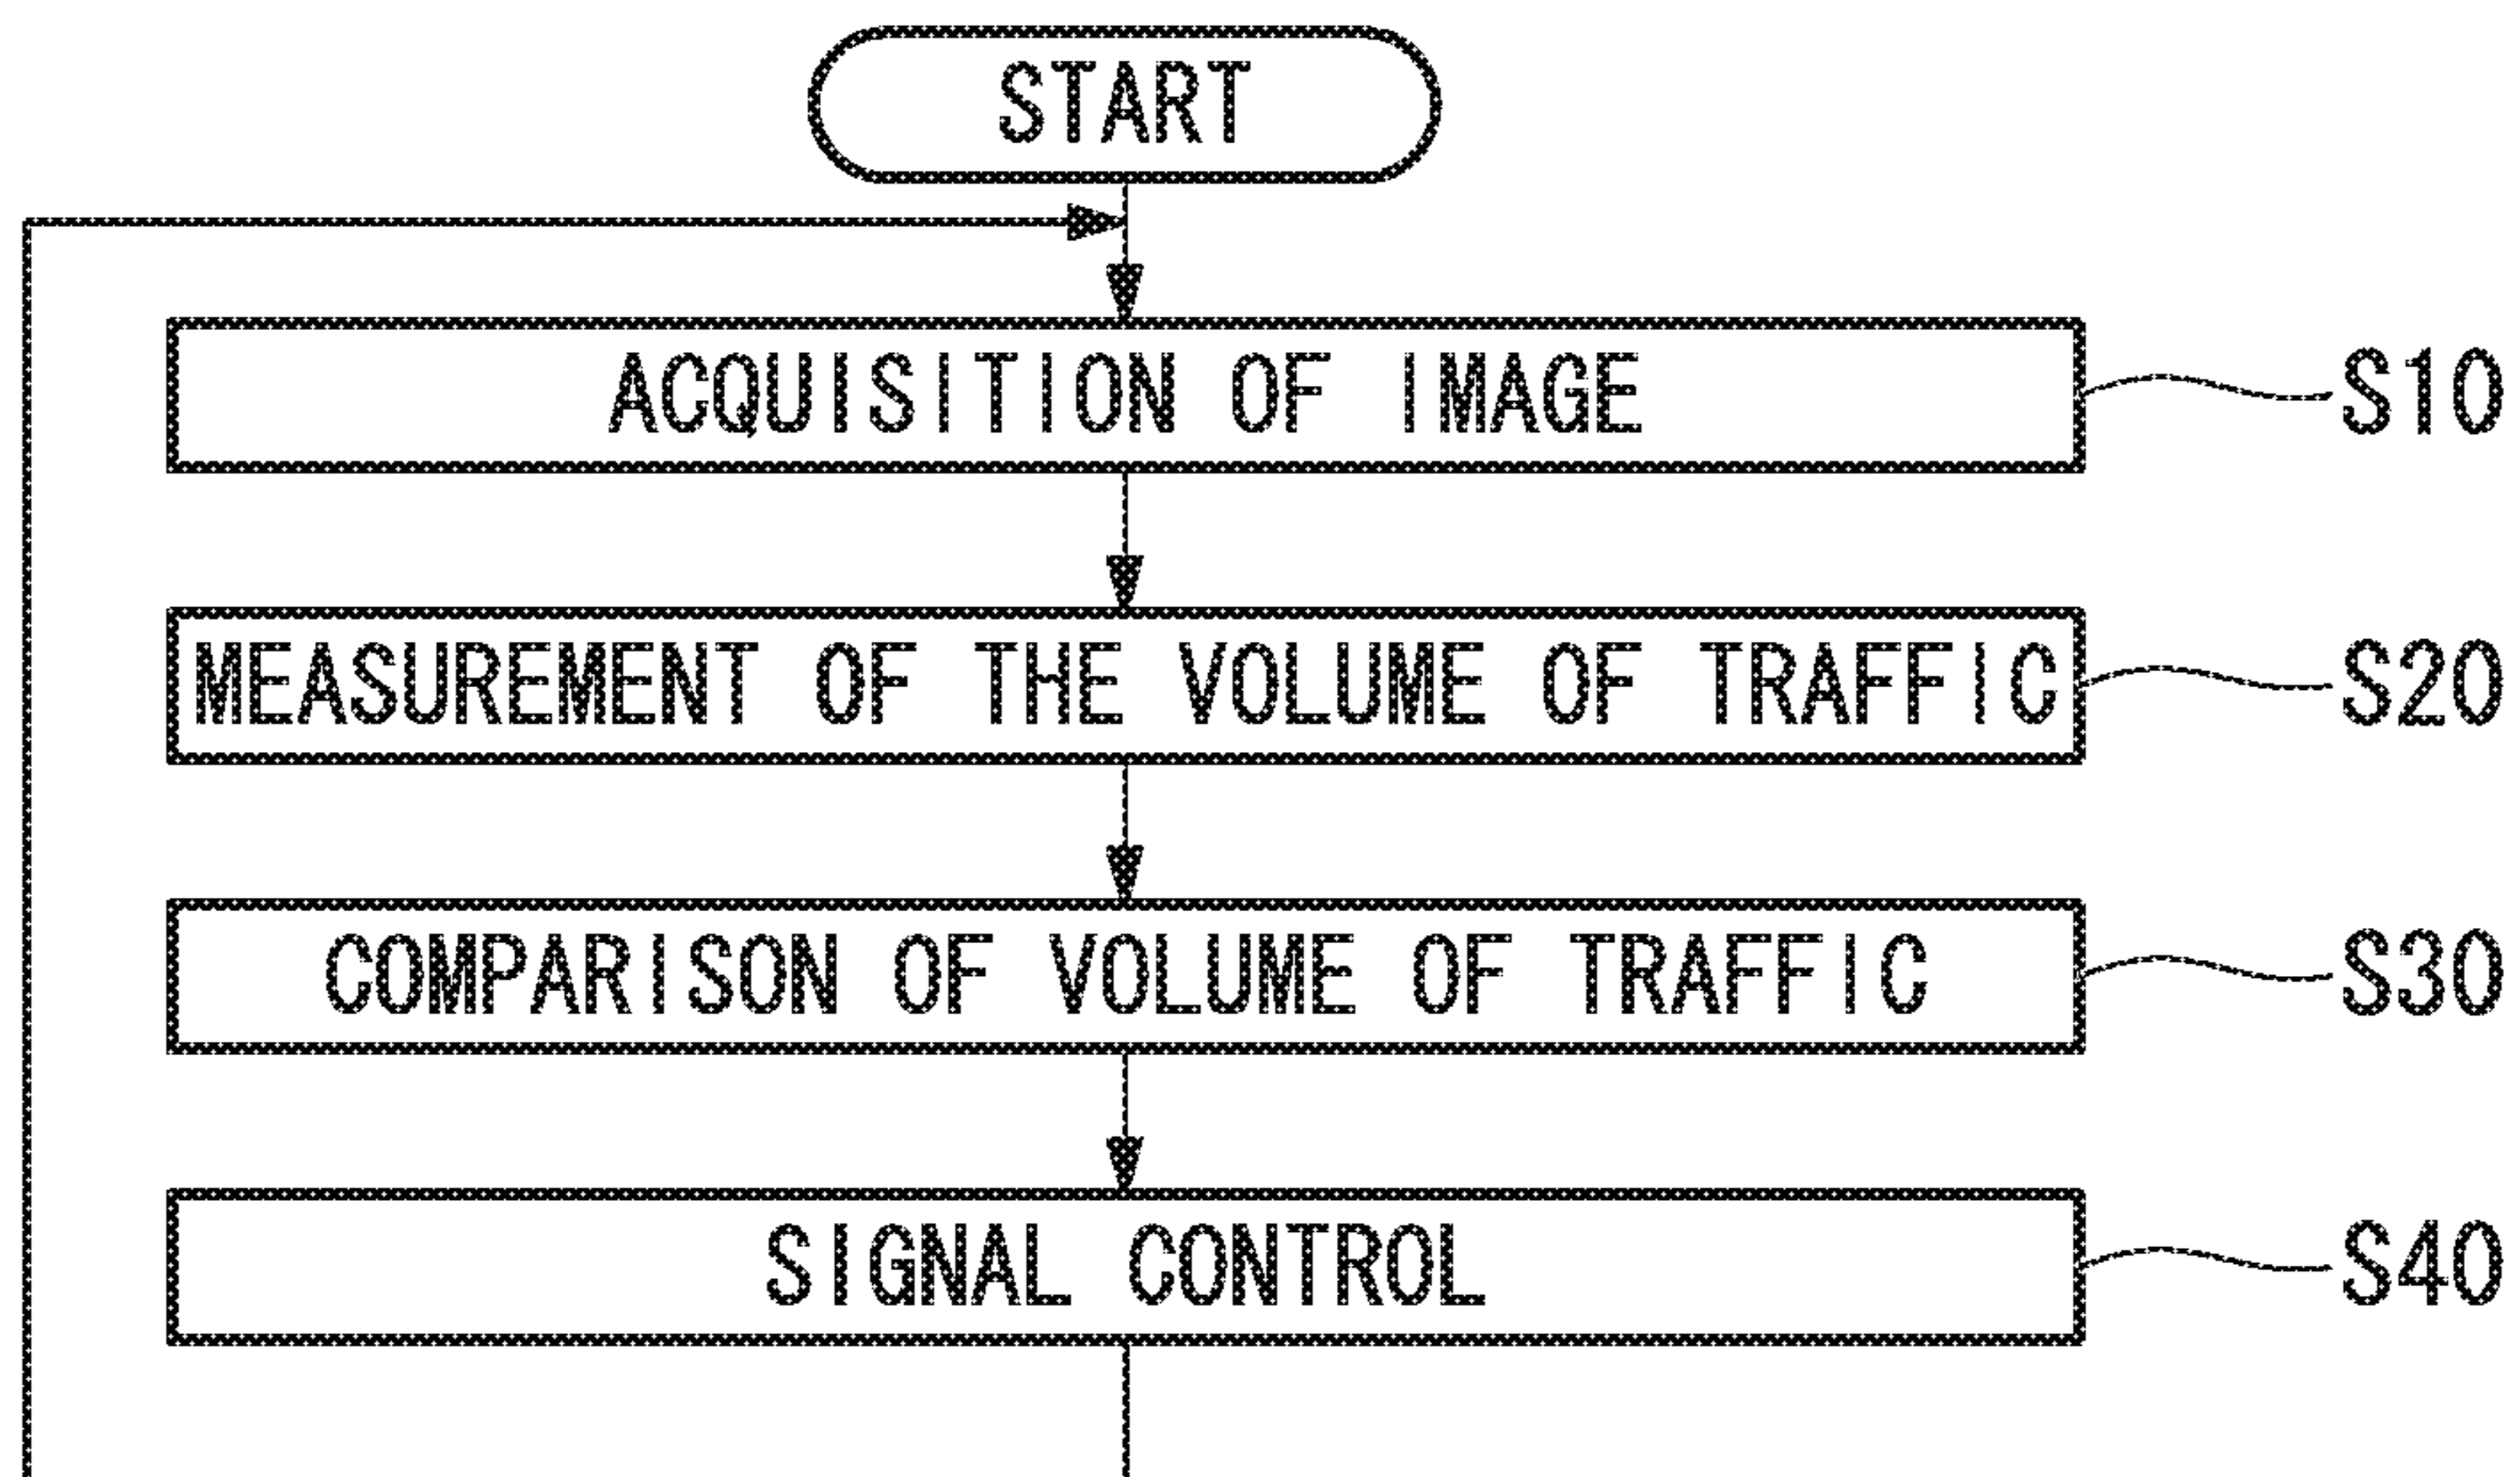 START
ACQUISITION OF IMAGE S10
MEASUREMENT OF THE VOLUME OF TRAFFIC S20
COMPARISON OF VOLUME OF TRAFFIC S30
SIGNAL CONTROL S40